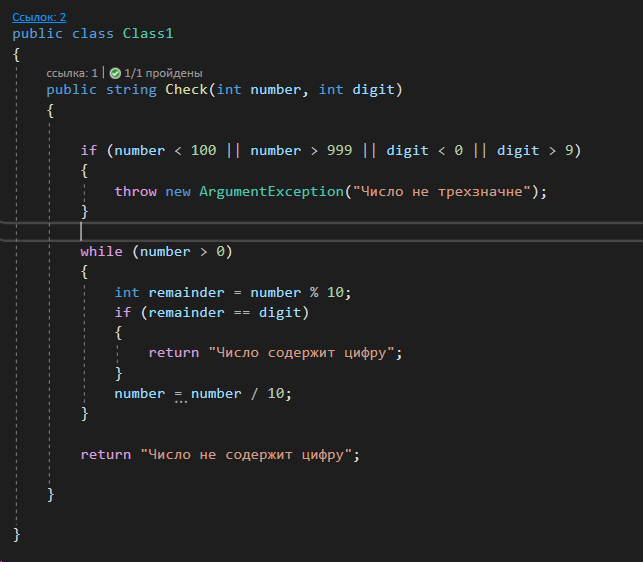 Ссылок: 2
public class Class1
{
ссылка: 1 | 1/1 пройдены
public string Check(int number, int digit)
{
if (number < 100 || number > 999 || digit < 0 || digit > 9)
{
throw new ArgumentException("Число не трехзначне");
}
while (number > 0)
{
int remainder = number % 10;
if (remainder == digit)
{
return "Число содержит цифру";
}
number = number / 10;
}
return "Число не содержит цифру";
}
}